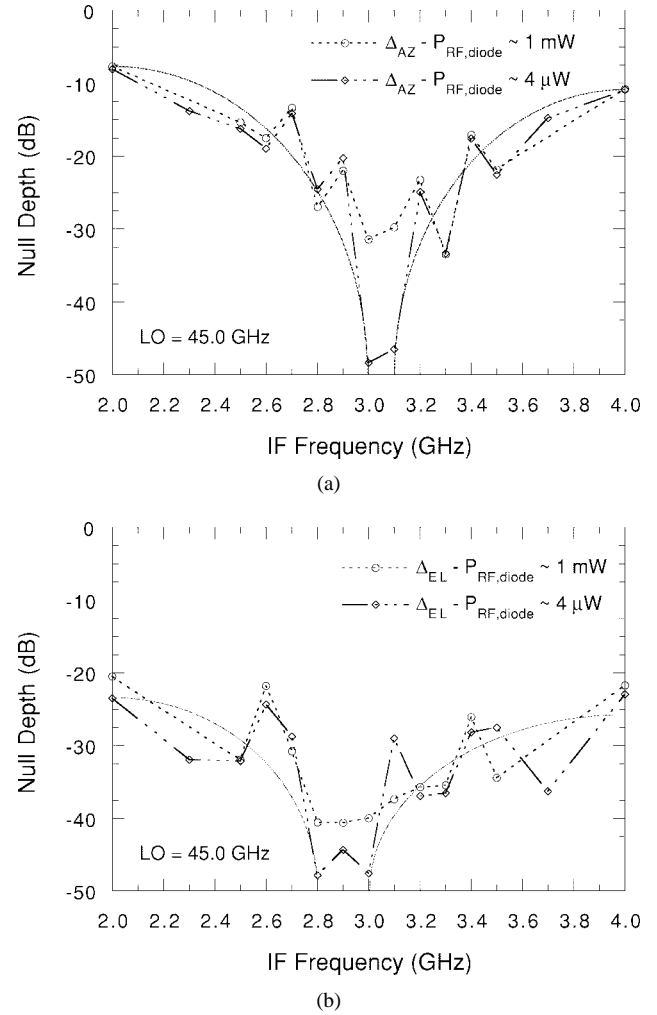 0
-10
-20
-30
-40
-50
Null Depth (dB)
Δ_AZ - P_RF,diode ~ 1 mW
Δ_AZ - P_RF,diode ~ 4 μW
LO = 45.0 GHz
2.0 2.2 2.4 2.6 2.8 3.0 3.2 3.4 3.6 3.8 4.0
IF Frequency (GHz)
(a)
0
-10
-20
-30
-40
-50
Null Depth (dB)
Δ_EL - P_RF,diode ~ 1 mW
Δ_EL - P_RF,diode ~ 4 μW
LO = 45.0 GHz
2.0 2.2 2.4 2.6 2.8 3.0 3.2 3.4 3.6 3.8 4.0
IF Frequency (GHz)
(b)